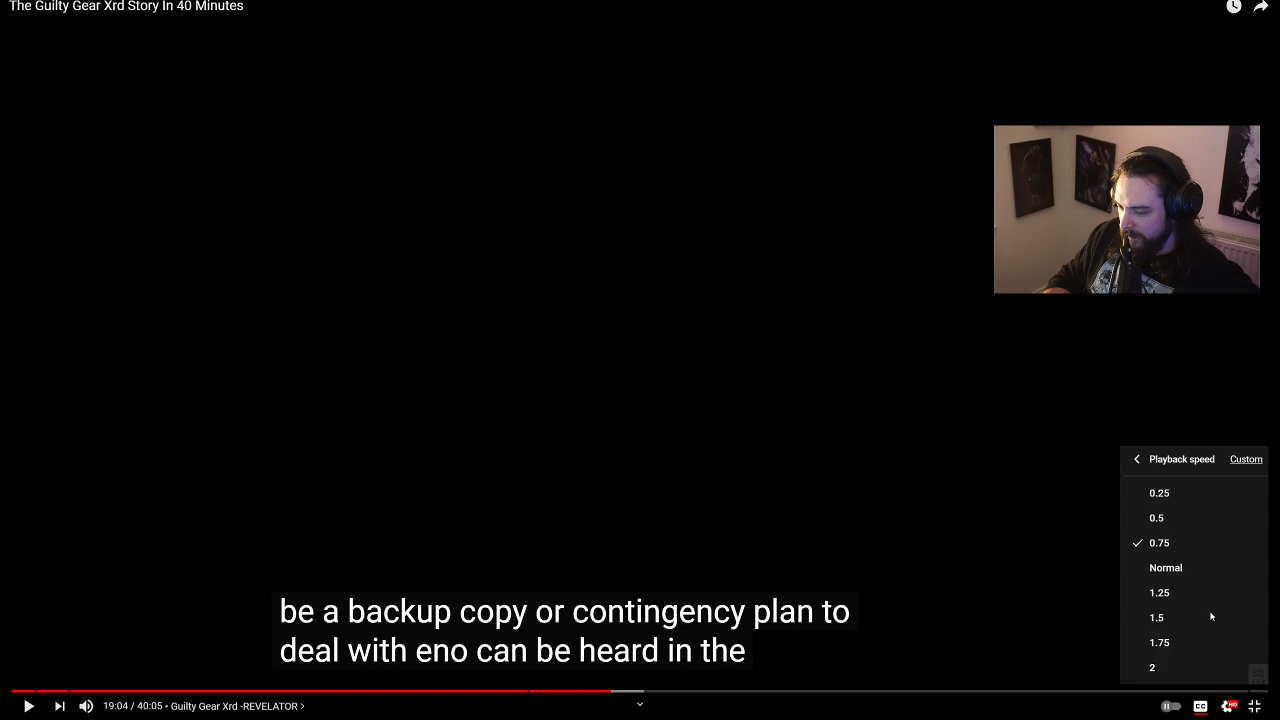 The Guilty Gear Xrd Story In 40 Minutes
Playback speed Custom
0.25
0.5
0.75
Normal
1.25
1.5
1.75
2
be a backup copy or contingency plan to
deal with eno can be heard in the
19:04 / 40:05 • Guilty Gear Xrd -REVELATOR >
CC
HD